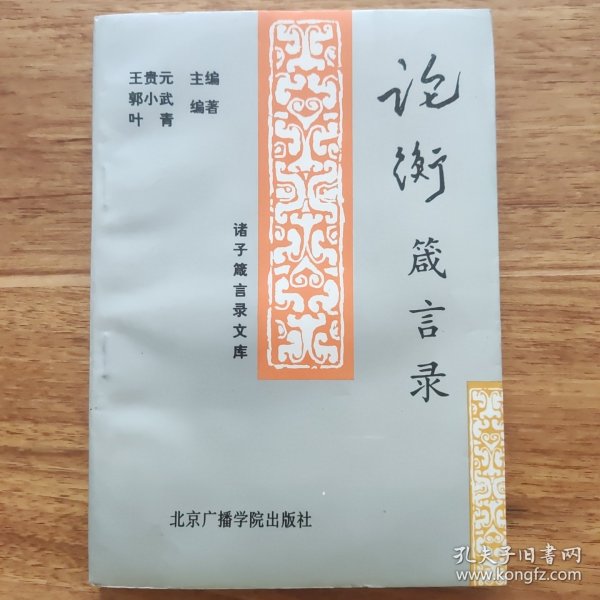 王贵元 主编
郭小武 编著
叶青
论衡箴言录
诸子箴言录文库
北京广播学院出版社
孔夫子旧书网
www.kongfz.com